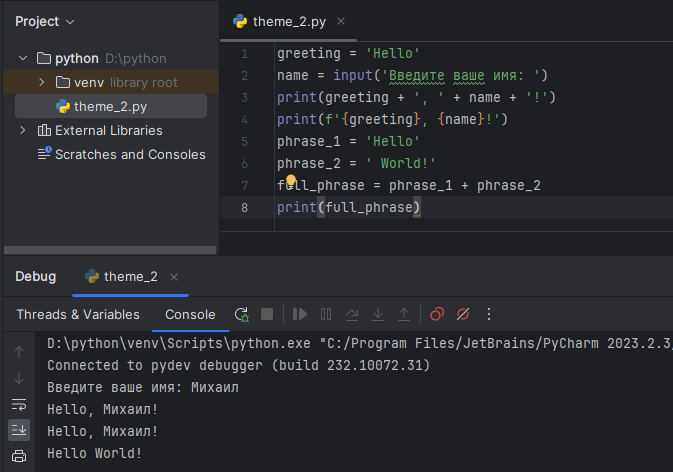 Project
python D:\python
venv library root
theme_2.py
External Libraries
Scratches and Consoles
theme_2.py
1 greeting = 'Hello'
2 name = input('Введите ваше имя: ')
3 print(greeting + ', ' + name + '!')
4 print(f'{greeting}, {name}!')
5 phrase_1 = 'Hello'
6 phrase_2 = ' World!'
7 full_phrase = phrase_1 + phrase_2
8 print(full_phrase)
Debug theme_2
Threads & Variables Console
D:\python\venv\Scripts\python.exe "C:/Program Files/JetBrains/PyCharm 2023.2.3,
Connected to pydev debugger (build 232.10072.31)
Введите ваше имя: Михаил
Hello, Михаил!
Hello, Михаил!
Hello World!